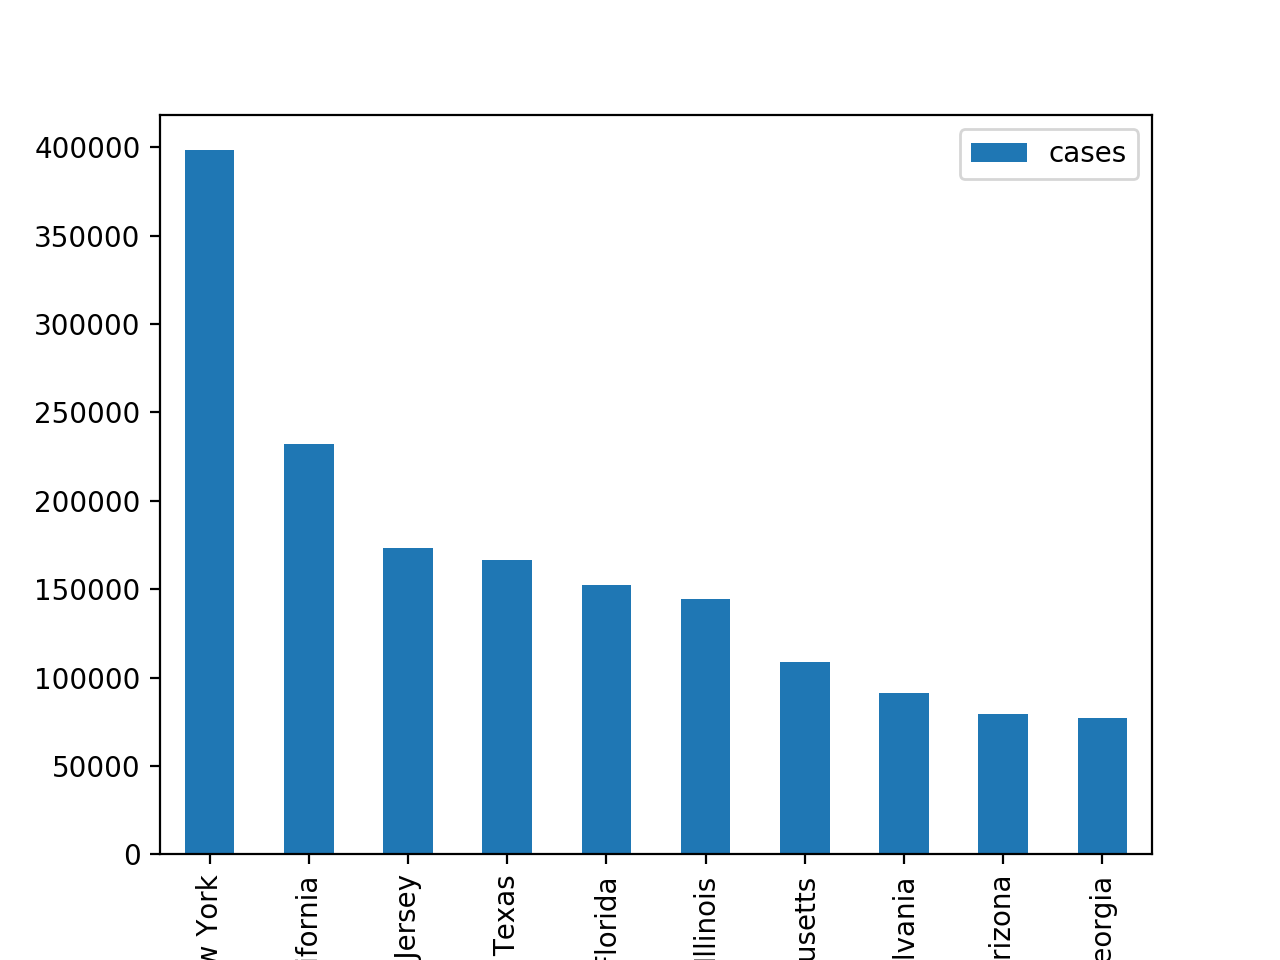 cases
400000
350000
300000
250000
200000
150000
100000
50000
0
w York
ifornia
Jersey
Texas
Florida
Illinois
usetts
lvania
rizona
eorgia